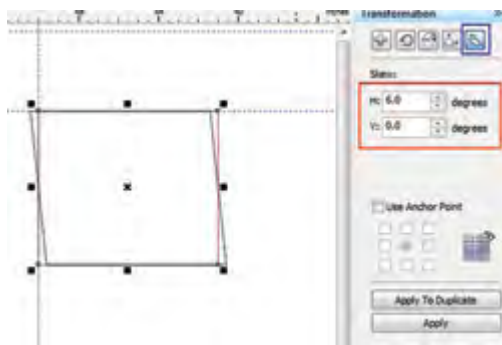 Transformation
Skew:
H: 6.0 degrees
V: 0.0 degrees
Use Anchor Point
Apply To Duplicate
Apply